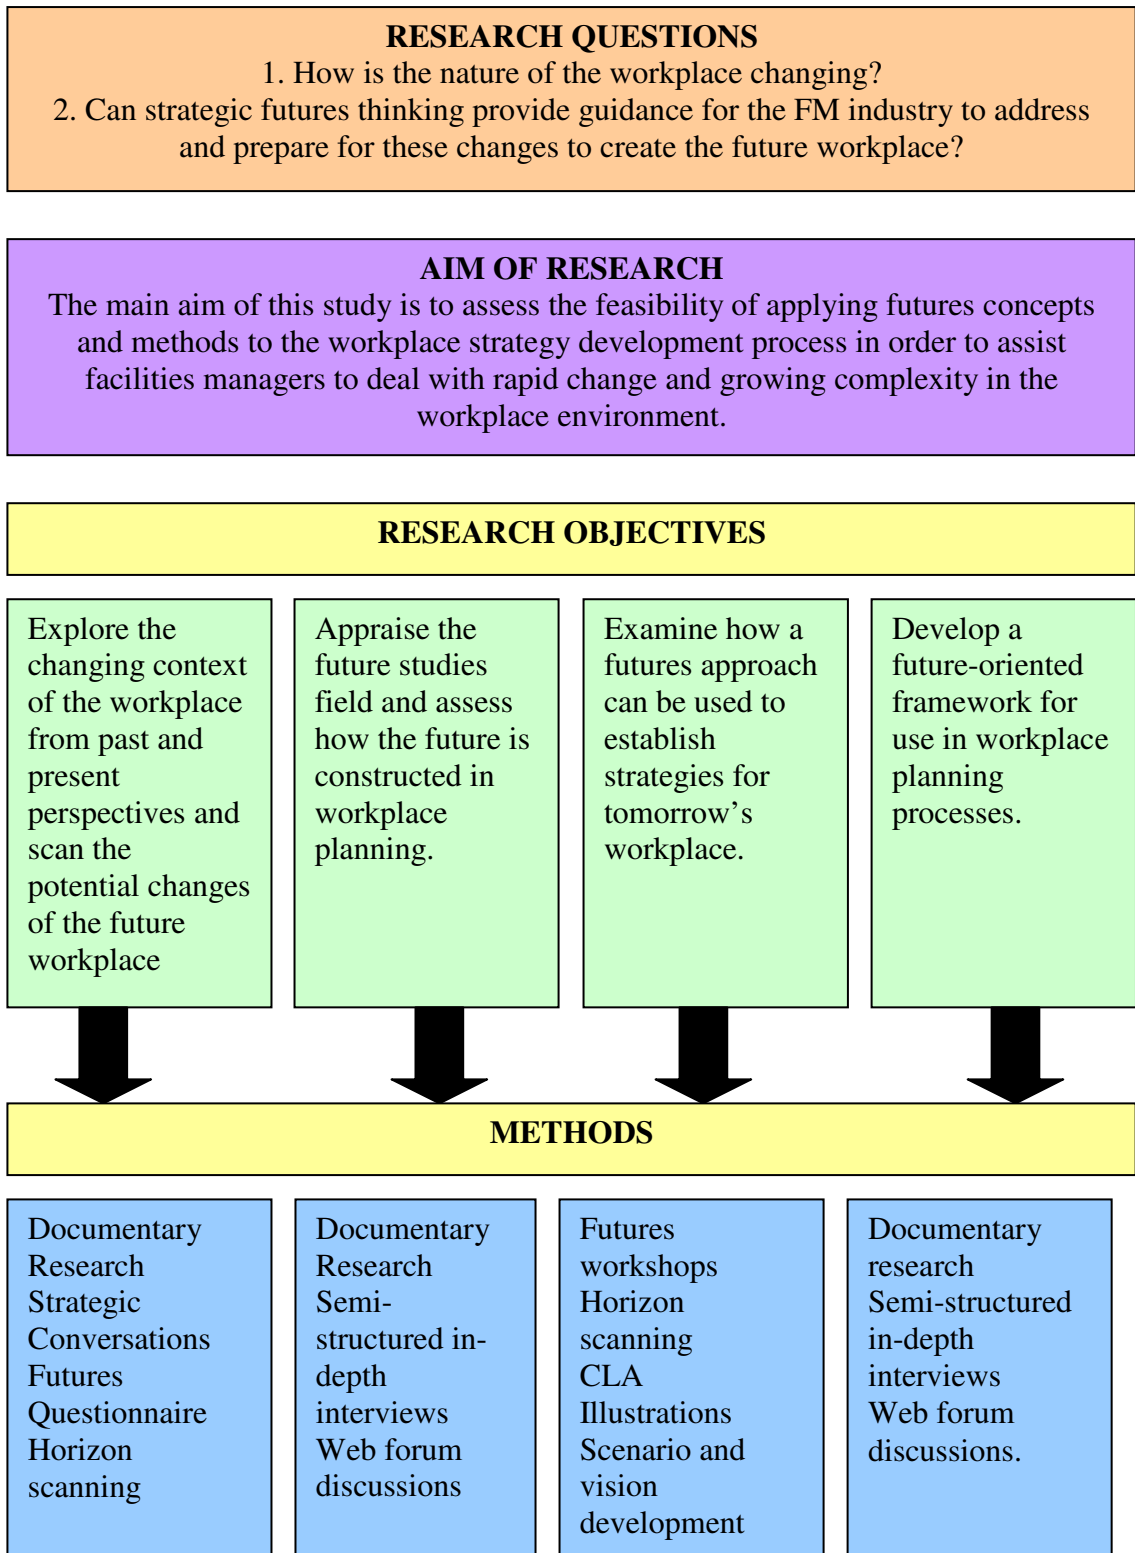 RESEARCH QUESTIONS
1. How is the nature of the workplace changing?
2. Can strategic futures thinking provide guidance for the FM industry to address
and prepare for these changes to create the future workplace?
AIM OF RESEARCH
The main aim of this study is to assess the feasibility of applying futures concepts
and methods to the workplace strategy development process in order to assist
facilities managers to deal with rapid change and growing complexity in the
workplace environment.
RESEARCH OBJECTIVES
Explore the
changing context
of the workplace
from past and
present
perspectives and
scan the
potential changes
of the future
workplace
Appraise the
future studies
field and assess
how the future is
constructed in
workplace
planning.
Examine how a
futures approach
can be used to
establish
strategies for
tomorrow’s
workplace.
Develop a
future-oriented
framework for
use in workplace
planning
processes.
METHODS
Documentary
Research
Strategic
Conversations
Futures
Questionnaire
Horizon
scanning
Documentary
Research
Semi-
structured in-
depth
interviews
Web forum
discussions
Futures
workshops
Horizon
scanning
CLA
Illustrations
Scenario and
vision
development
Documentary
research
Semi-structured
in-depth
interviews
Web forum
discussions.